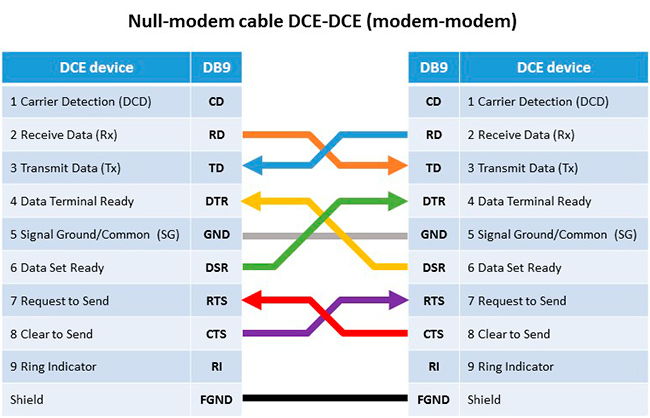 Null-modem cable DCE-DCE (modem-modem)
DCE device DB9 DB9 DCE device
1 Carrier Detection (DCD) CD CD 1 Carrier Detection (DCD)
2 Receive Data (Rx) RD RD 2 Receive Data (Rx)
3 Transmit Data (Tx) TD TD 3 Transmit Data (Tx)
4 Data Terminal Ready DTR DTR 4 Data Terminal Ready
5 Signal Ground/Common (SG) GND GND 5 Signal Ground/Common (SG)
6 Data Set Ready DSR DSR 6 Data Set Ready
7 Request to Send RTS RTS 7 Request to Send
8 Clear to Send CTS CTS 8 Clear to Send
9 Ring Indicator RI RI 9 Ring Indicator
Shield FGND FGND Shield